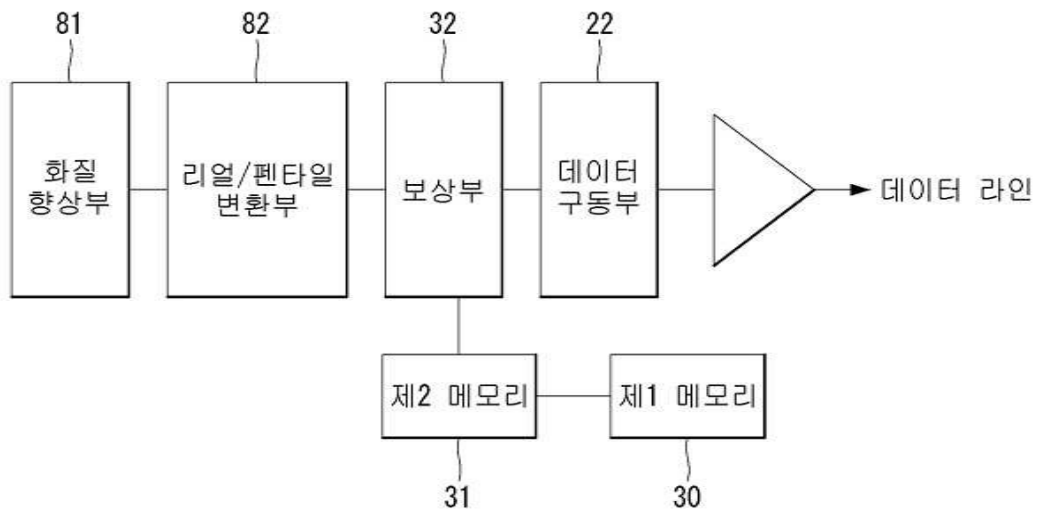 81
82
32
22
화질
향상부
리얼/펜타일
변환부
보상부
데이터
구동부
데이터 라인
제2 메모리
제1 메모리
31
30